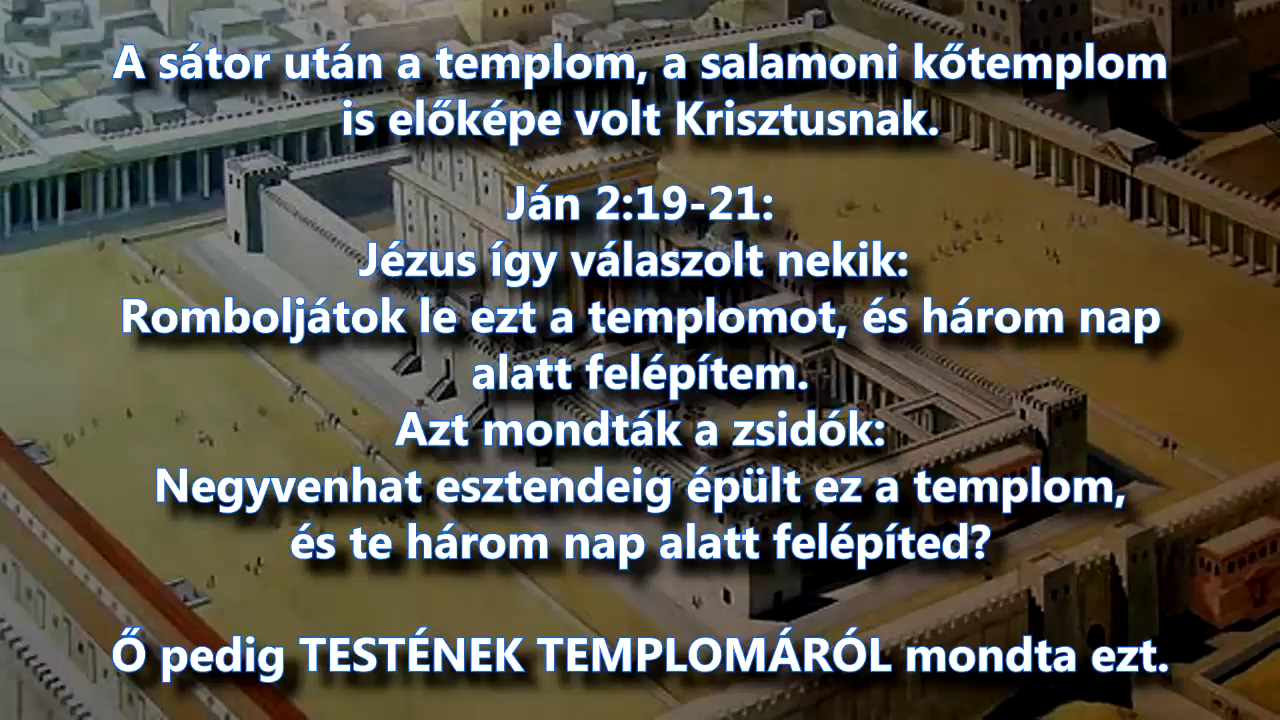 A sátor után a templom, a salamoni kőtemplom
is előképe volt Krisztusnak.
Ján 2:19-21:
Jézus így válaszolt nekik:
Romboljátok le ezt a templomot, és három nap
alatt felépítem.
Azt mondták a zsidók:
Negyvenhat esztendeig épült ez a templom,
és te három nap alatt felépíted?
Ő pedig TESTÉNEK TEMPLOMÁRÓL mondta ezt.